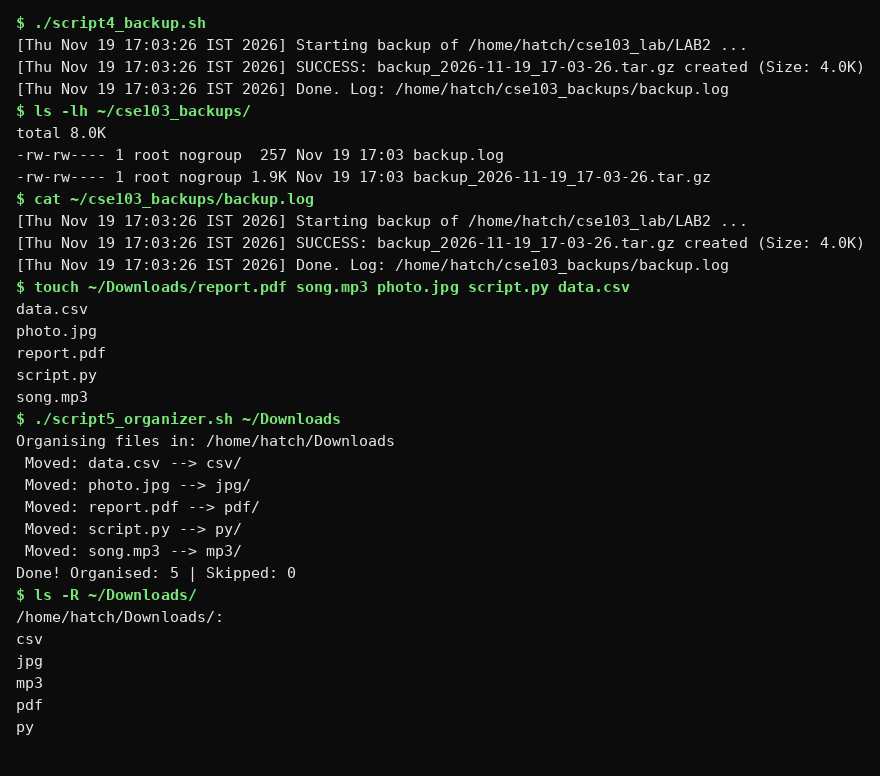 $ ./script4_backup.sh
[Thu Nov 19 17:03:26 IST 2026] Starting backup of /home/hatch/cse103_lab/LAB2 ...
[Thu Nov 19 17:03:26 IST 2026] SUCCESS: backup_2026-11-19_17-03-26.tar.gz created (Size: 4.0K)
[Thu Nov 19 17:03:26 IST 2026] Done. Log: /home/hatch/cse103_backups/backup.log
$ ls -lh ~/cse103_backups/
total 8.0K
-rw-rw---- 1 root nogroup  257 Nov 19 17:03 backup.log
-rw-rw---- 1 root nogroup 1.9K Nov 19 17:03 backup_2026-11-19_17-03-26.tar.gz
$ cat ~/cse103_backups/backup.log
[Thu Nov 19 17:03:26 IST 2026] Starting backup of /home/hatch/cse103_lab/LAB2 ...
[Thu Nov 19 17:03:26 IST 2026] SUCCESS: backup_2026-11-19_17-03-26.tar.gz created (Size: 4.0K)
[Thu Nov 19 17:03:26 IST 2026] Done. Log: /home/hatch/cse103_backups/backup.log
$ touch ~/Downloads/report.pdf song.mp3 photo.jpg script.py data.csv
data.csv
photo.jpg
report.pdf
script.py
song.mp3
$ ./script5_organizer.sh ~/Downloads
Organising files in: /home/hatch/Downloads
 Moved: data.csv --> csv/
 Moved: photo.jpg --> jpg/
 Moved: report.pdf --> pdf/
 Moved: script.py --> py/
 Moved: song.mp3 --> mp3/
Done! Organised: 5 | Skipped: 0
$ ls -R ~/Downloads/
/home/hatch/Downloads/:
csv
jpg
mp3
pdf
py